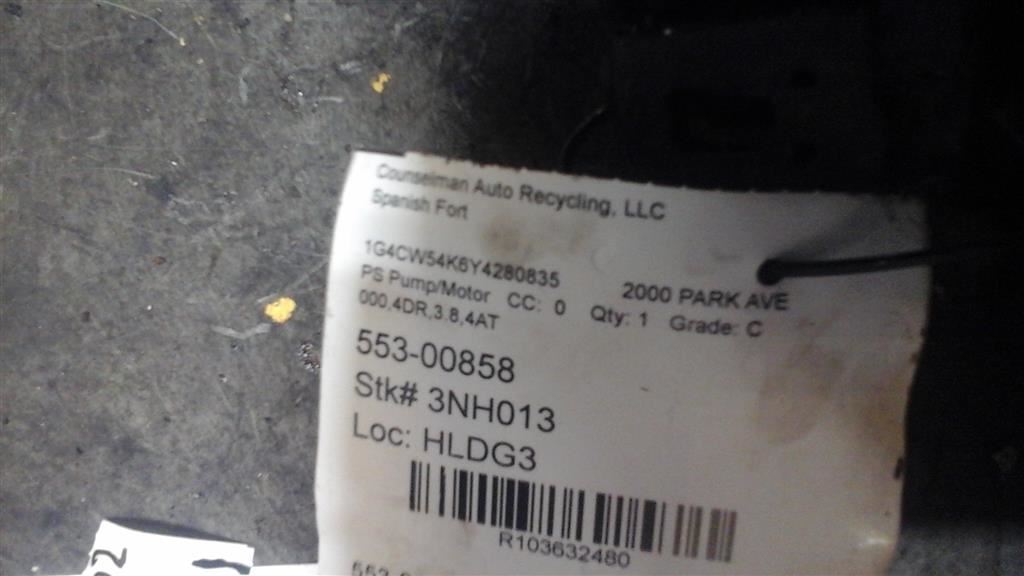 Counselman Auto Recycling, LLC
Spanish Fort
1G4CW54K6Y4280835 2000 PARK AVE
PS Pump/Motor CC: 0 Qty: 1 Grade: C
000,4DR,3.8,4AT
553-00858
Stk# 3NH013
Loc: HLDG3
R103632480